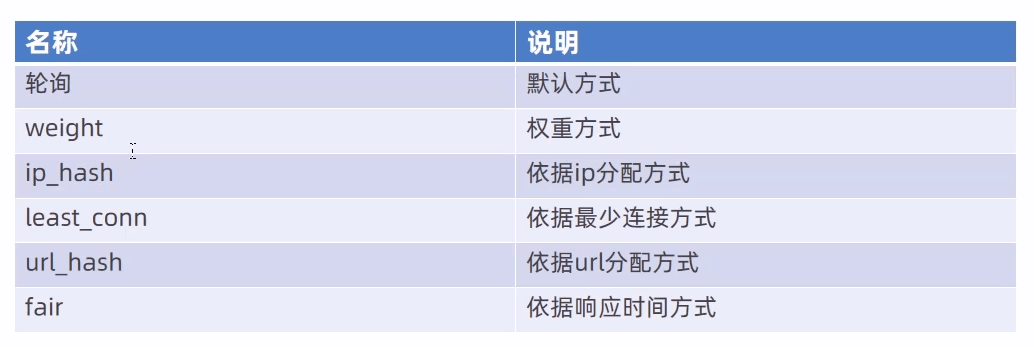 名称 说明
轮询 默认方式
weight 权重方式
ip_hash 依据ip分配方式
least_conn 依据最少连接方式
url_hash 依据url分配方式
fair 依据响应时间方式